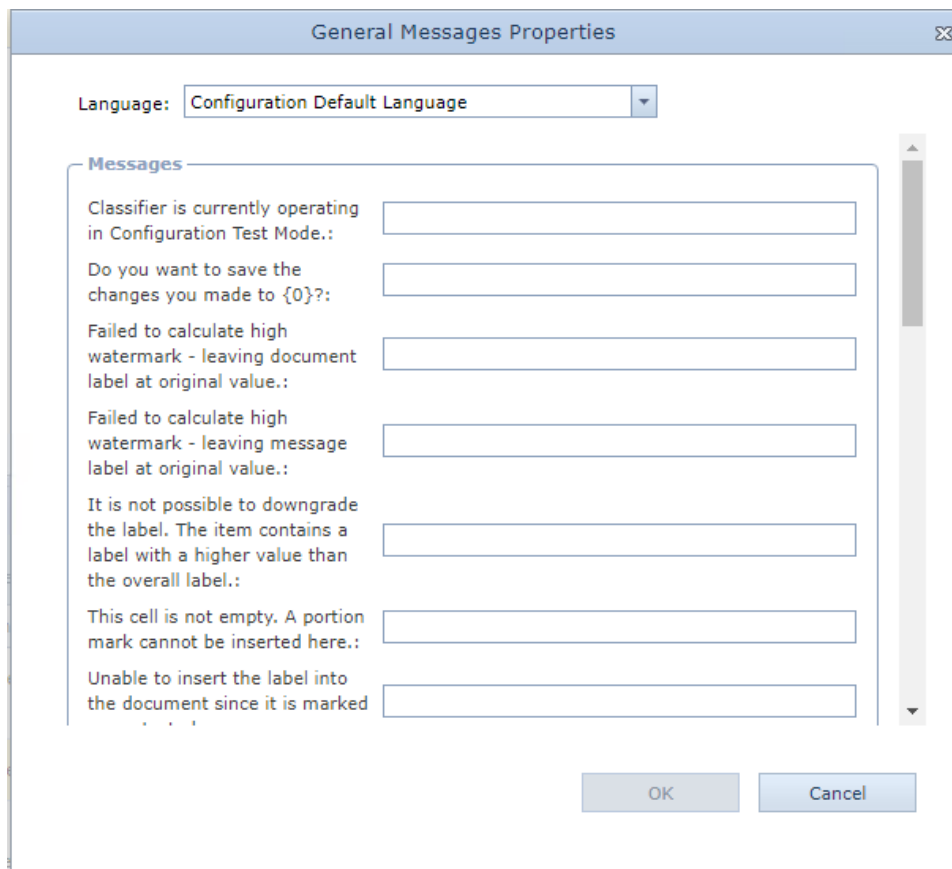 General Messages Properties
Language: Configuration Default Language
Messages
Classifier is currently operating
in Configuration Test Mode.:
Do you want to save the
changes you made to {0}?:
Failed to calculate high
watermark - leaving document
label at original value.:
Failed to calculate high
watermark - leaving message
label at original value.:
It is not possible to downgrade
the label. The item contains a
label with a higher value than
the overall label.:
This cell is not empty. A portion
mark cannot be inserted here.:
Unable to insert the label into
the document since it is marked
OK
Cancel